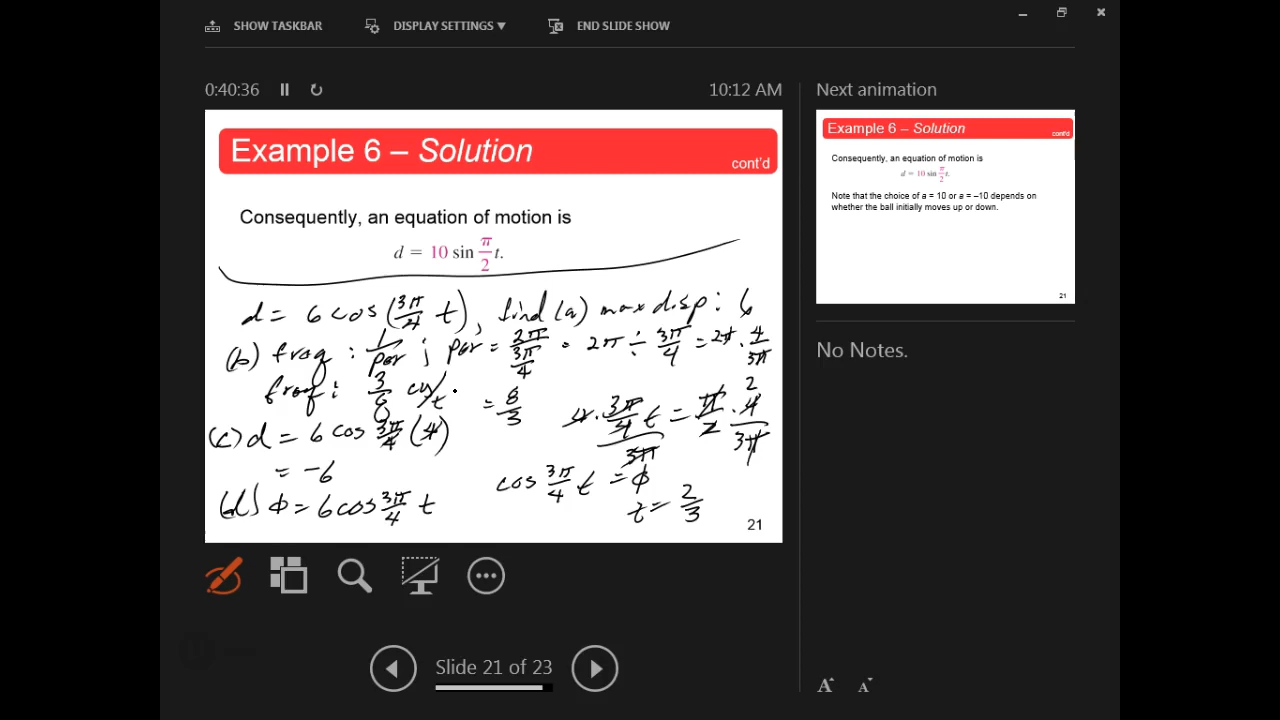 SHOW TASKBAR DISPLAY SETTINGS ▼ END SLIDE SHOW
0:40:36 10:12 AM
Example 6 – Solution
cont'd
Consequently, an equation of motion is
d = 10 sin π/2 t.
d = 6 cos (3π/4 t), find (a) max disp: 6
(b) freq : 1/per ; per = 2π/(3π/4) = 2π ÷ 3π/4 = 2π · 4/3π
freq : 3/8 cy/t = 8/3
4 · 3π/4 t / 3π = π/2 · 4/3π 2
(c) d = 6 cos 3π/4 (4)
= -6
cos 3π/4 t = ϕ
(d) ϕ = 6 cos 3π/4 t
t = 2/3
21
Slide 21 of 23
Next animation
Example 6 – Solution
cont'd
Consequently, an equation of motion is
d = 10 sin π/2 t.
Note that the choice of a = 10 or a = –10 depends on
whether the ball initially moves up or down.
21
No Notes.
A A